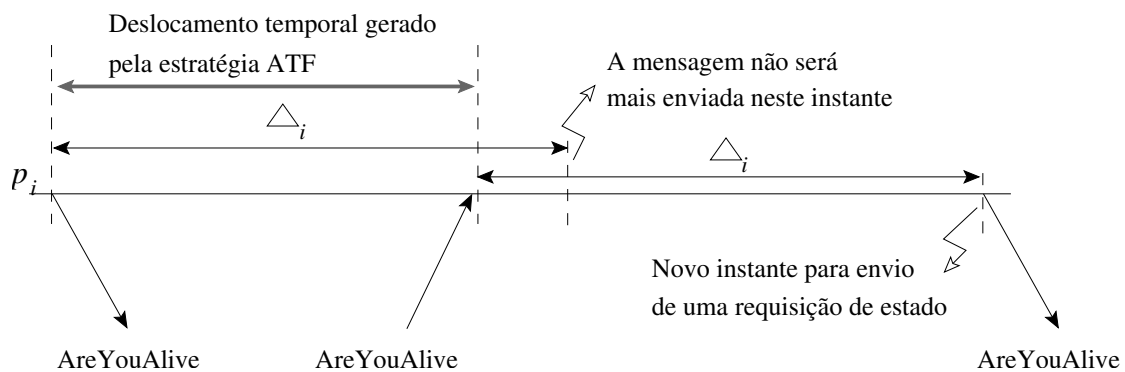 Deslocamento temporal gerado
pela estratégia ATF
A mensagem não será
mais enviada neste instante
△i
△i
pi
Novo instante para envio
de uma requisição de estado
AreYouAlive
AreYouAlive
AreYouAlive